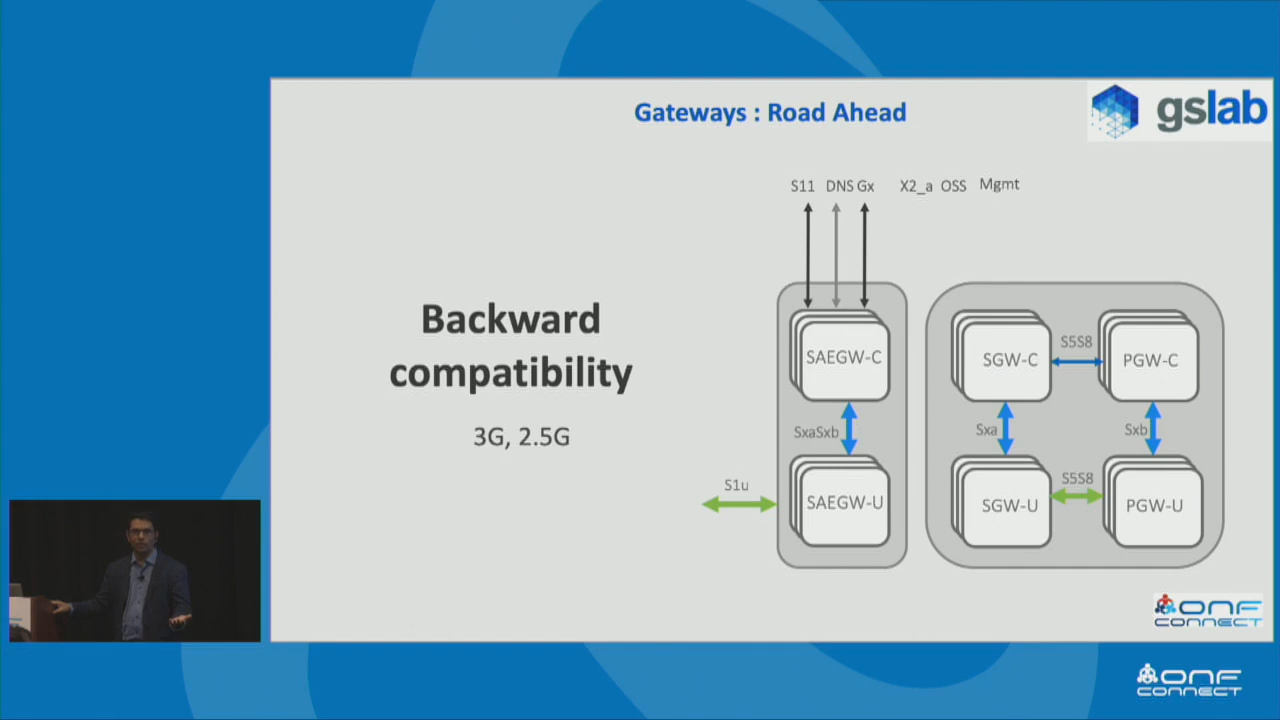 Gateways : Road Ahead
gslab
S11 DNS Gx X2_a OSS Mgmt
Backward
compatibility
3G, 2.5G
SAEGW-C
SGW-C
S5S8
PGW-C
SxaSxb
Sxa
Sxb
S1u
SAEGW-U
SGW-U
S5S8
PGW-U
ONF
CONNECT
ONF
CONNECT